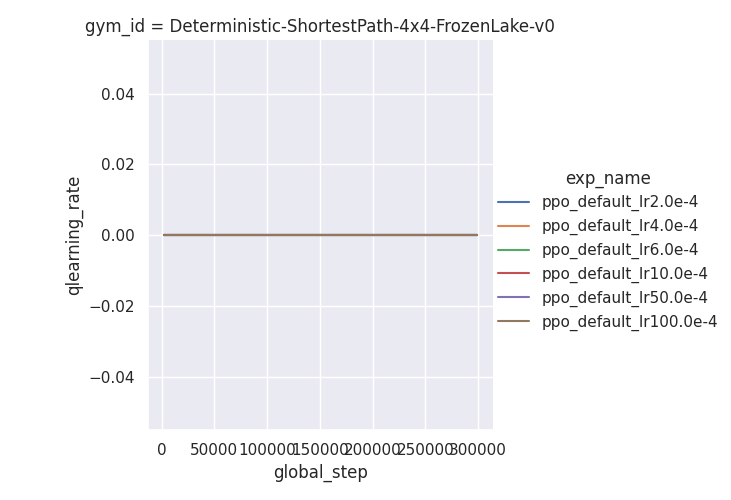 gym_id = Deterministic-ShortestPath-4x4-FrozenLake-v0
0.04
0.02
0.00
−0.02
−0.04
qlearning_rate
0 50000 100000 150000 200000 250000 300000
global_step
exp_name
ppo_default_lr2.0e-4
ppo_default_lr4.0e-4
ppo_default_lr6.0e-4
ppo_default_lr10.0e-4
ppo_default_lr50.0e-4
ppo_default_lr100.0e-4